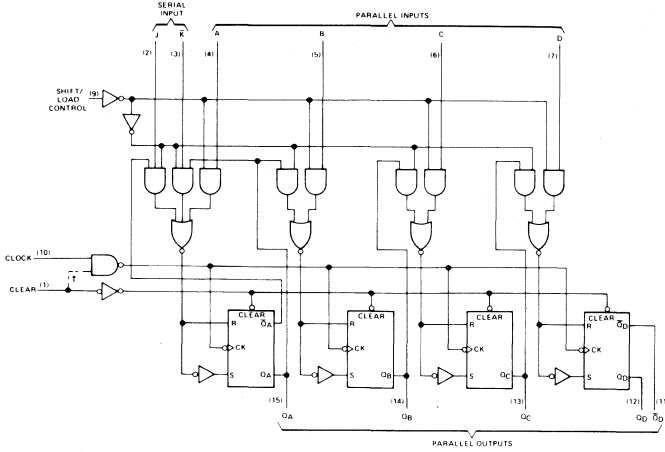 SERIAL
INPUT
PARALLEL INPUTS
J K̅ A B C D
(2) (3) (4) (5) (6) (7)
SHIFT/ (9)
LOAD
CONTROL
CLOCK (10)
CLEAR (1)
CLEAR CLEAR CLEAR CLEAR
R Q̅A R R R Q̅D
CK CK CK CK
S QA S QB S QC S QD
(15) (14) (13) (12) (11)
QA QB QC QD Q̅D
PARALLEL OUTPUTS